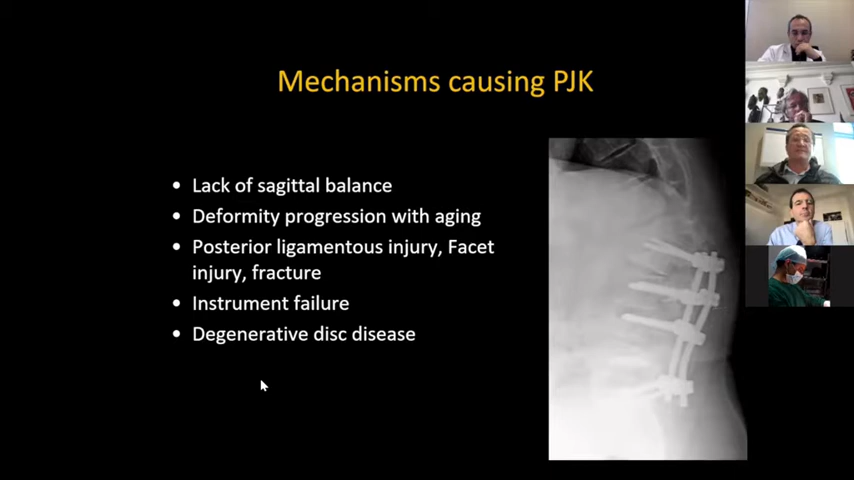 Mechanisms causing PJK
• Lack of sagittal balance
• Deformity progression with aging
• Posterior ligamentous injury, Facet
injury, fracture
• Instrument failure
• Degenerative disc disease